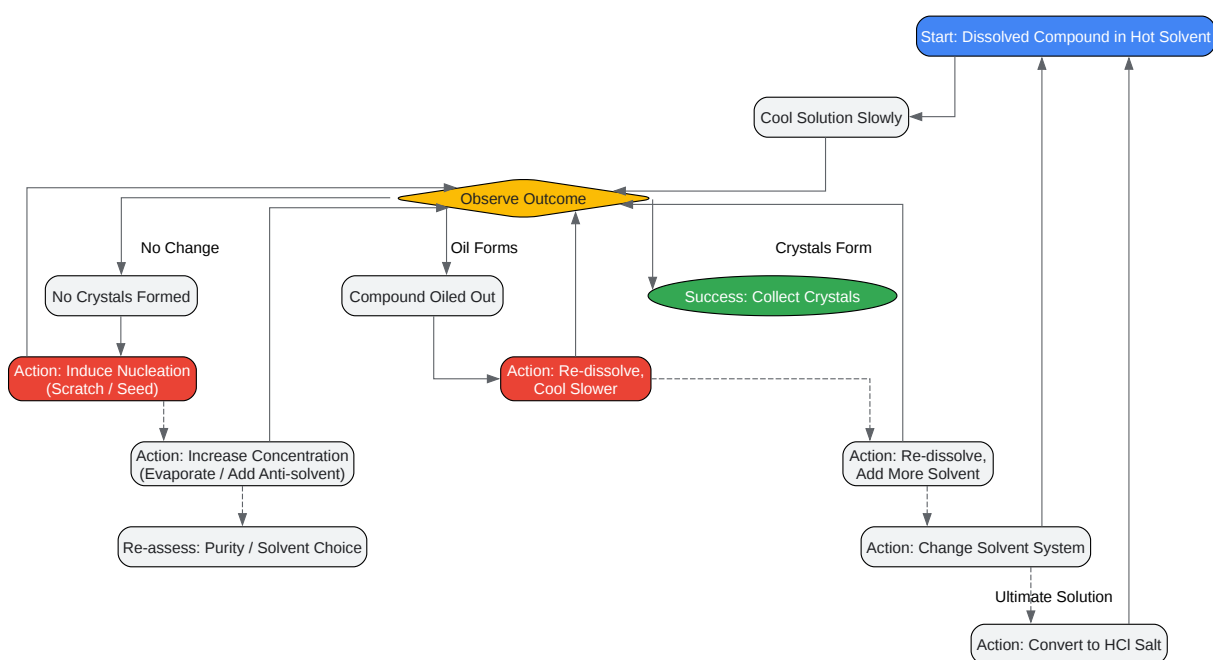 Start: Dissolved Compound in Hot Solvent
Cool Solution Slowly
Observe Outcome
No Change
Oil Forms
Crystals Form
No Crystals Formed
Compound Oiled Out
Success: Collect Crystals
Action: Induce Nucleation
(Scratch / Seed)
Action: Re-dissolve,
Cool Slower
Action: Increase Concentration
(Evaporate / Add Anti-solvent)
Action: Re-dissolve,
Add More Solvent
Re-assess: Purity / Solvent Choice
Action: Change Solvent System
Ultimate Solution
Action: Convert to HCl Salt